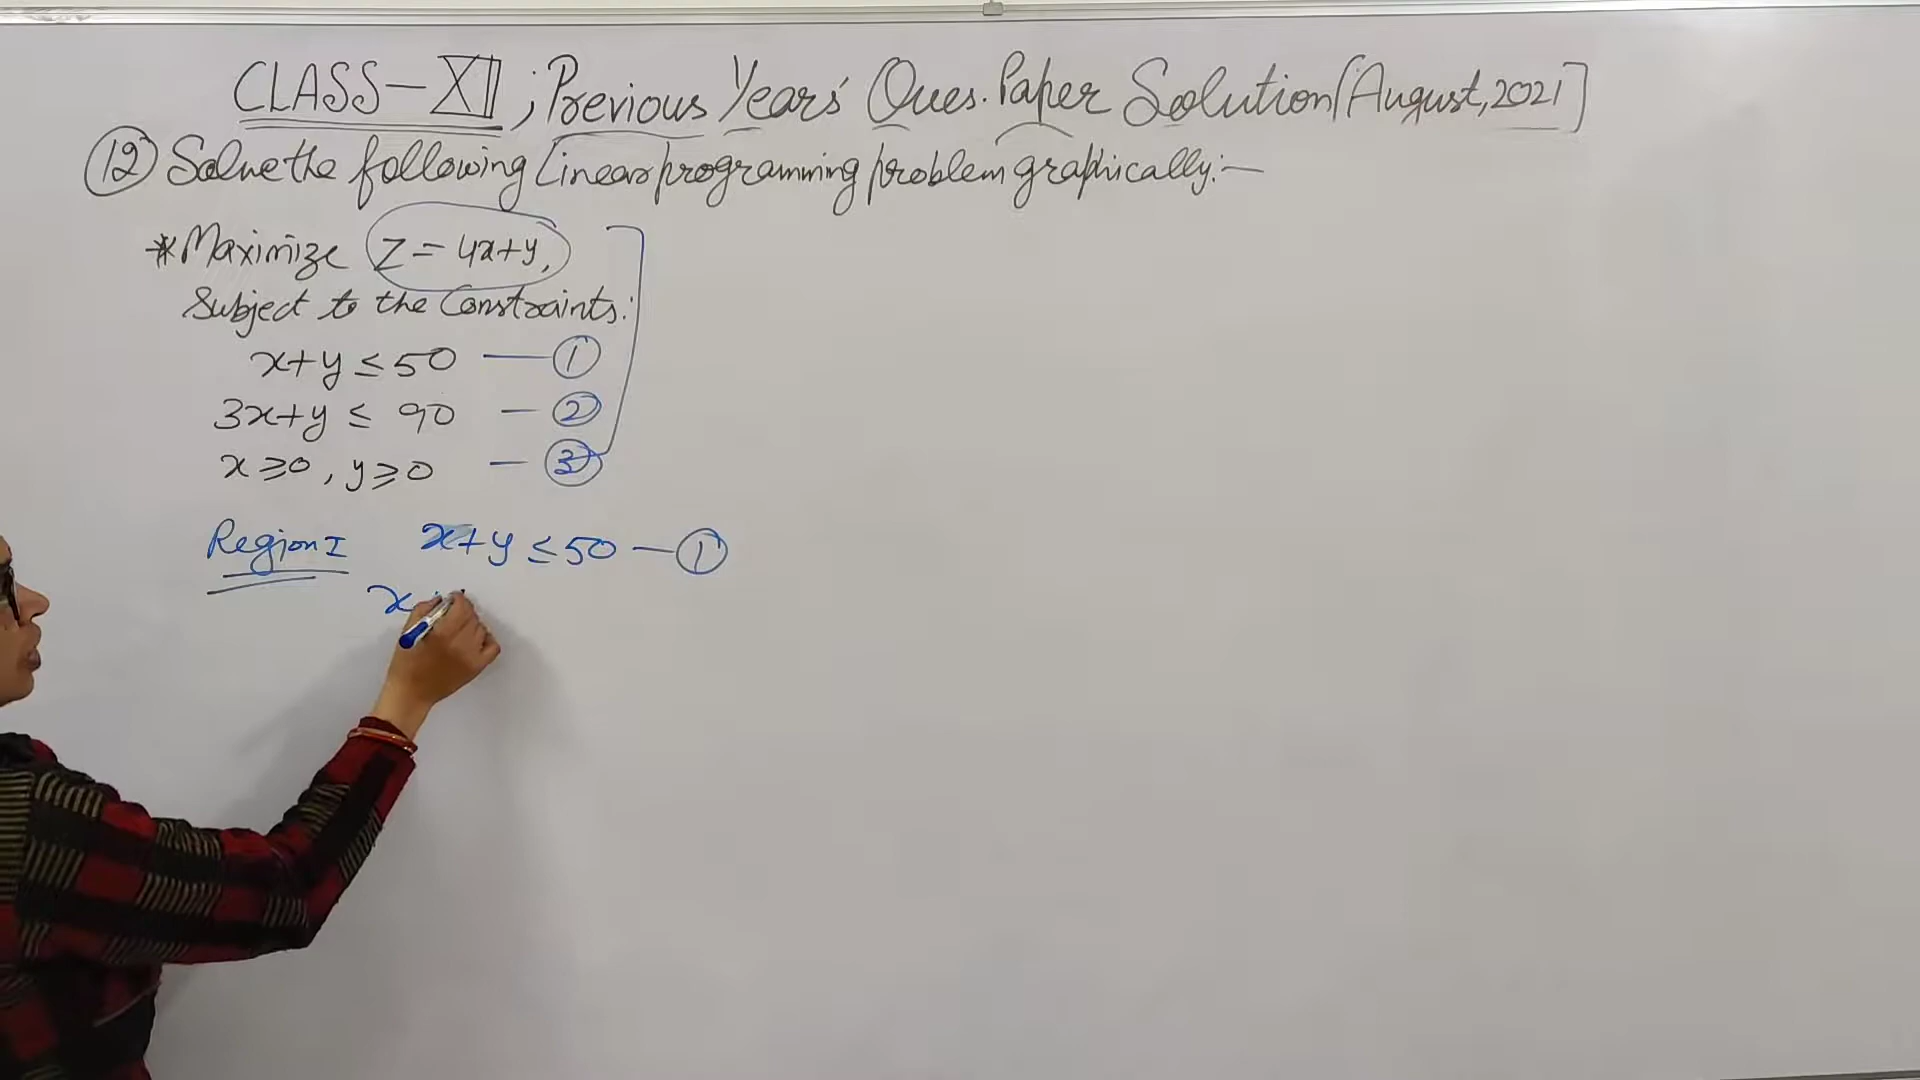 CLASS-XII; Previous Years' Ques. Paper Solution [August, 2021]
12 Solve the following Linear programming problem graphically:-
*Maximize Z = 4x+y,
Subject to the Constraints:
x+y ≤ 50 — 1
3x+y ≤ 90 — 2
x ≥ 0, y ≥ 0 — 3
Region I x+y ≤ 50 — 1
x